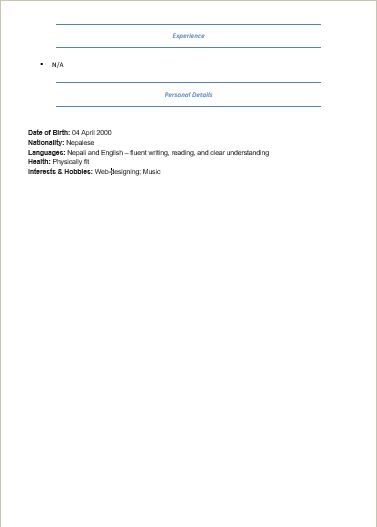 Experience
▪ N/A
Personal Details
Date of Birth: 04 April 2000
Nationality: Nepalese
Languages: Nepali and English – fluent writing, reading, and clear understanding
Health: Physically fit
Interests & Hobbies: Web-designing; Music